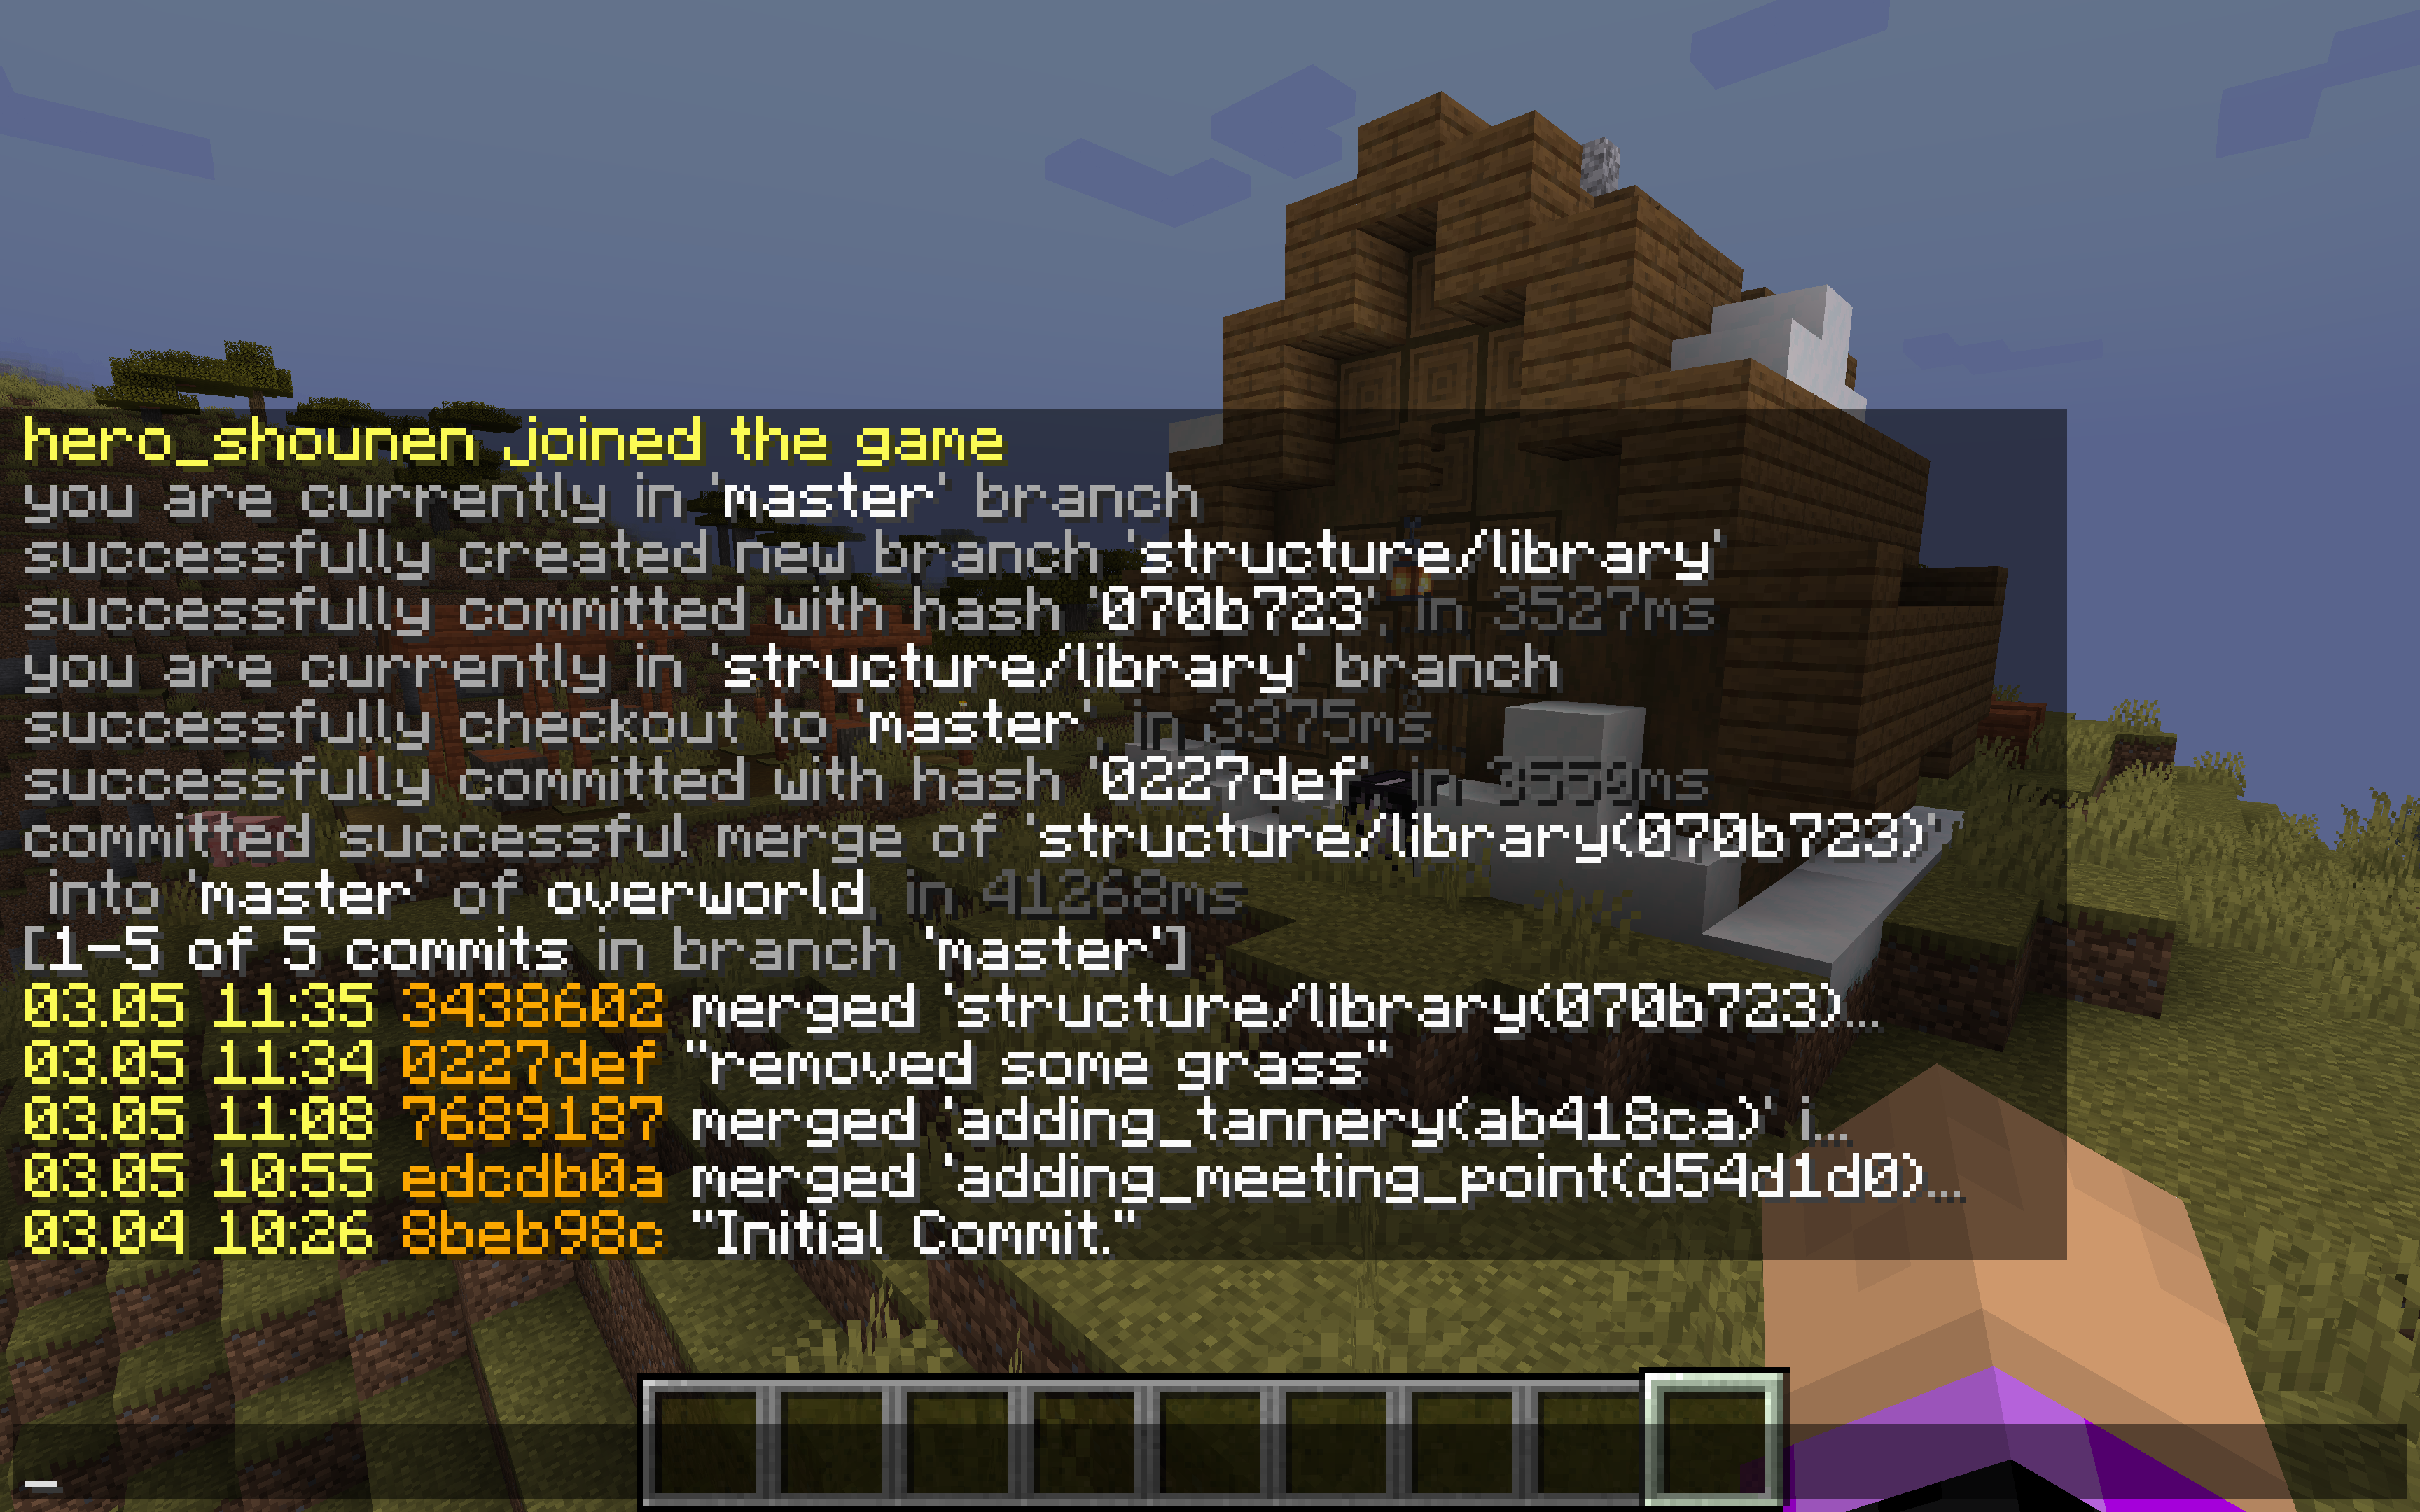 hero_shounen joined the game
you are currently in 'master' branch
successfully created new branch 'structure/library'
successfully committed with hash '070b723', in 3527ms
you are currently in 'structure/library' branch
successfully checkout to 'master', in 3375ms
successfully committed with hash '0227def', in 3550ms
committed successful merge of 'structure/library(070b723)'
into 'master' of overworld, in 41268ms
[1-5 of 5 commits in branch 'master']
03.05 11:35 3438602 merged 'structure/library(070b723)...
03.05 11:34 0227def "removed some grass"
03.05 11:08 7689187 merged 'adding_tannery(ab418ca)' i...
03.05 10:55 edcdb0a merged 'adding_meeting_point(d54d1d0)...
03.04 10:26 8beb98c "Initial Commit."
_